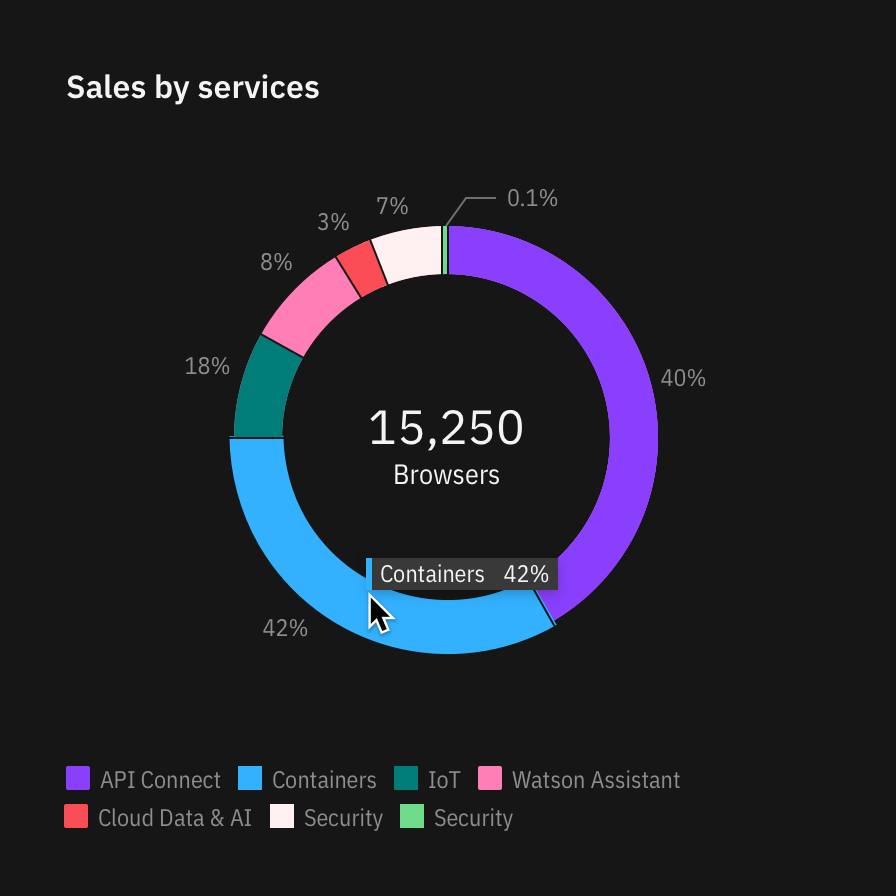 Sales by services
0.1%
7%
3%
8%
18%
40%
15,250
Browsers
Containers 42%
42%
API Connect Containers IoT Watson Assistant
Cloud Data & AI Security Security